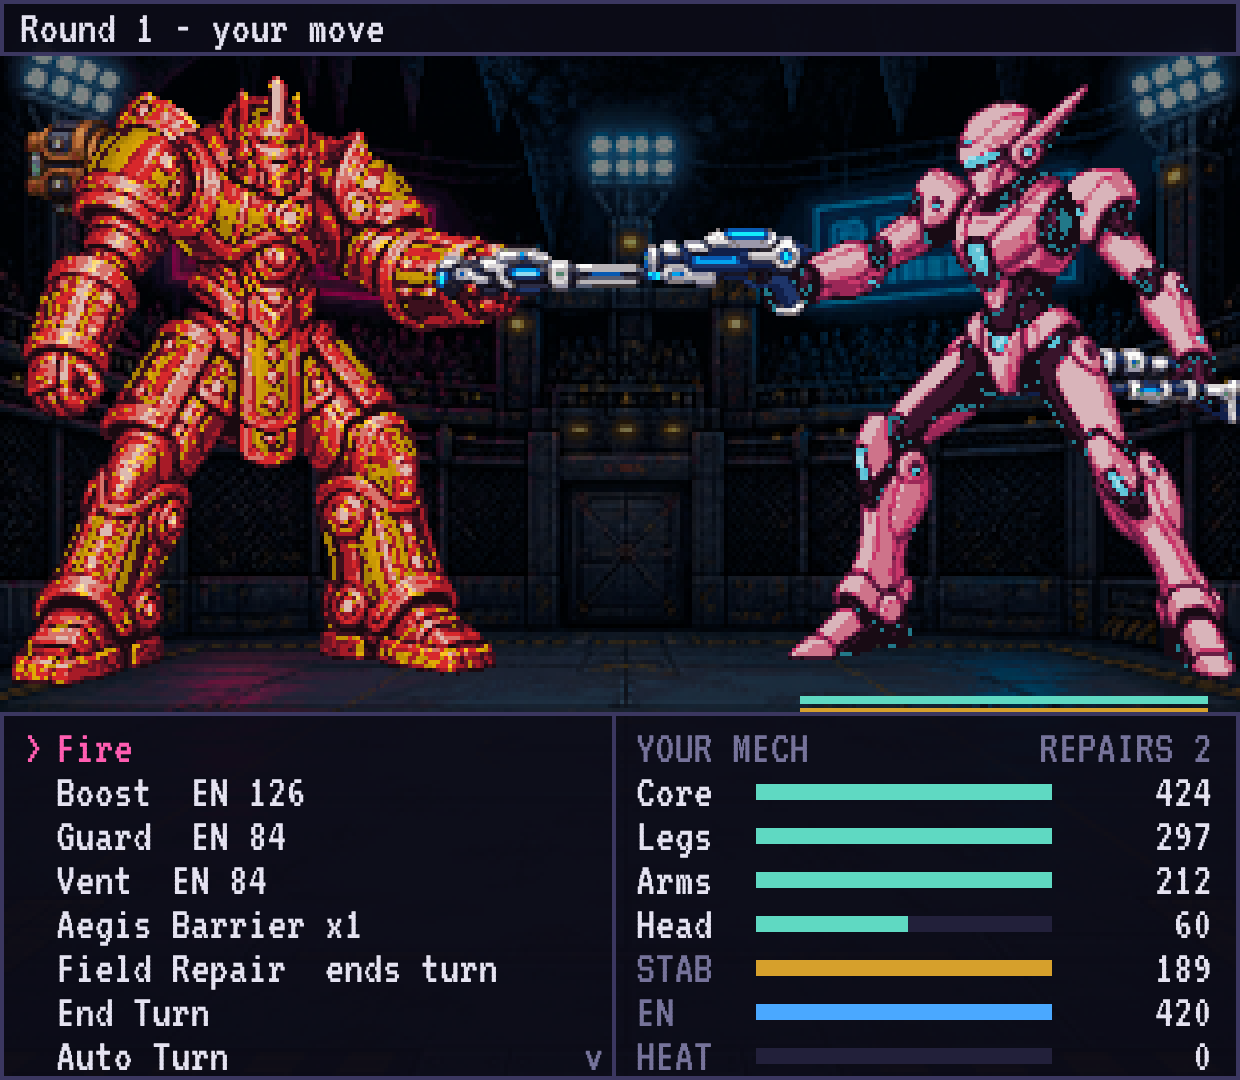 Round 1 - your move
> Fire
Boost EN 126
Guard EN 84
Vent EN 84
Aegis Barrier x1
Field Repair ends turn
End Turn
Auto Turn v
YOUR MECH REPAIRS 2
Core 424
Legs 297
Arms 212
Head 60
STAB 189
EN 420
HEAT 0